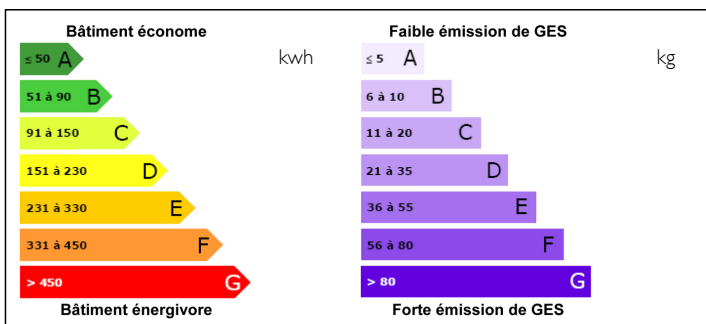 Bâtiment économe
kwh
≤ 50 A
51 à 90 B
91 à 150 C
151 à 230 D
231 à 330 E
331 à 450 F
> 450 G
Bâtiment énergivore
Faible émission de GES
kg
≤ 5 A
6 à 10 B
11 à 20 C
21 à 35 D
36 à 55 E
56 à 80 F
> 80 G
Forte émission de GES